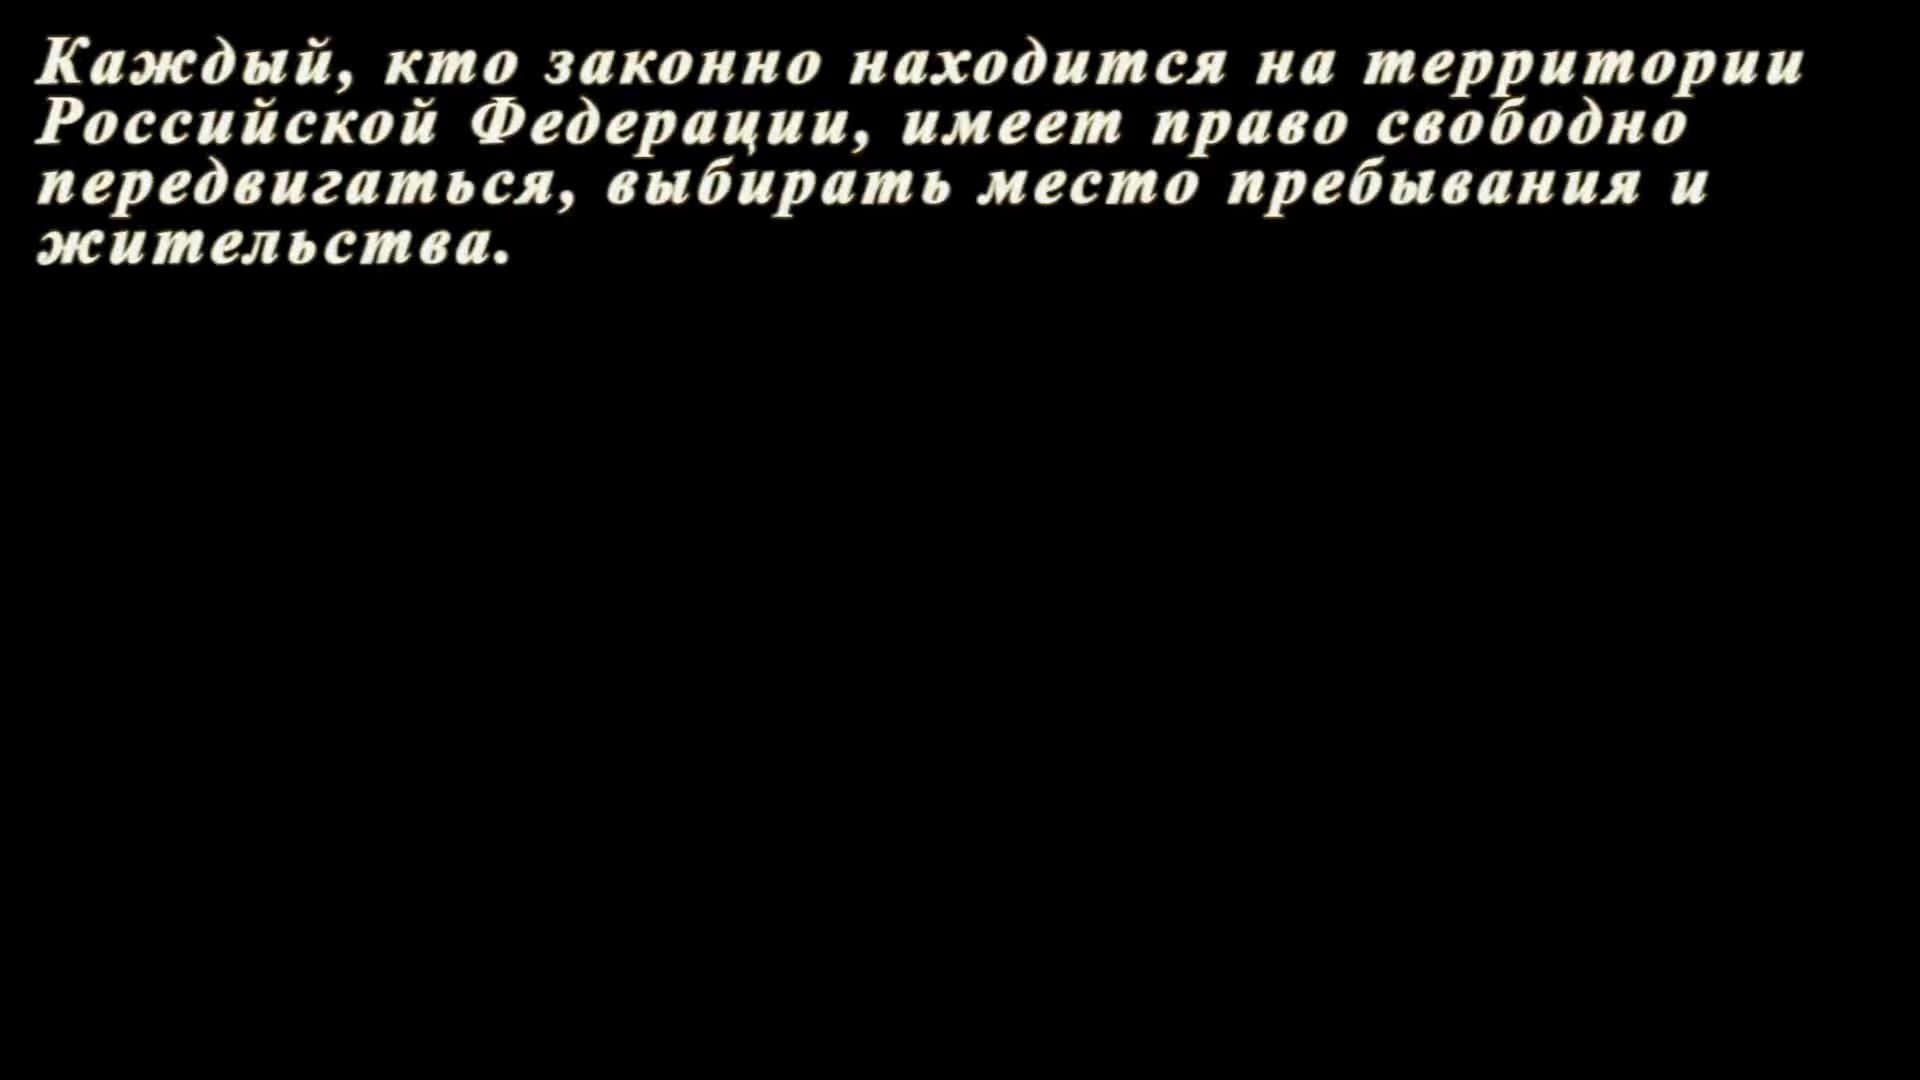 Каждый, кто законно находится на территории
Российской Федерации, имеет право свободно
передвигаться, выбирать место пребывания и
жительства.